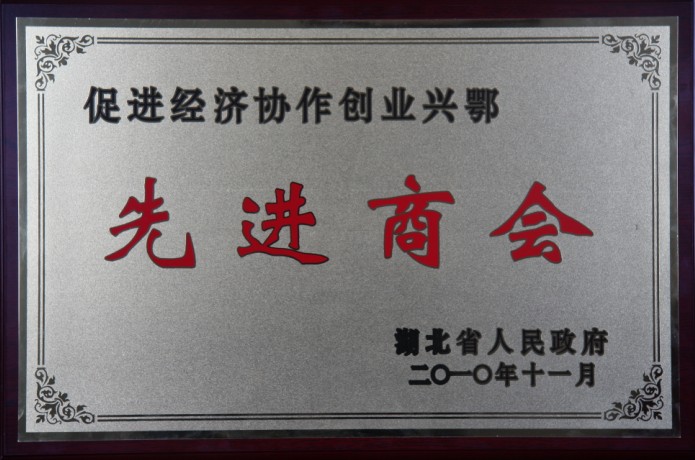 促进经济协作创业兴鄂
先进商会
湖北省人民政府
二〇一〇年十一月